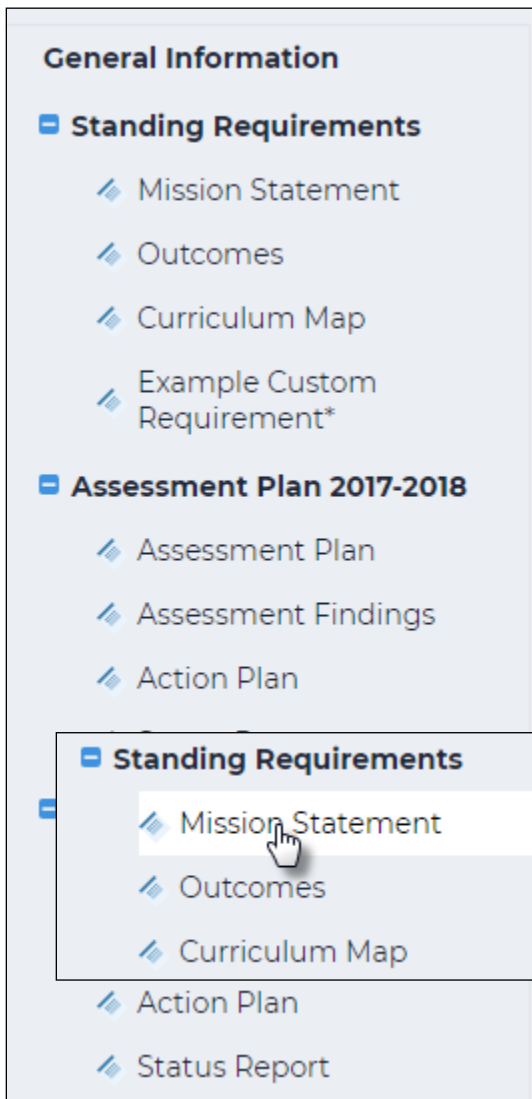 General Information
Standing Requirements
Mission Statement
Outcomes
Curriculum Map
Example Custom
Requirement*
Assessment Plan 2017-2018
Assessment Plan
Assessment Findings
Action Plan
Standing Requirements
Mission Statement
Outcomes
Curriculum Map
Action Plan
Status Report